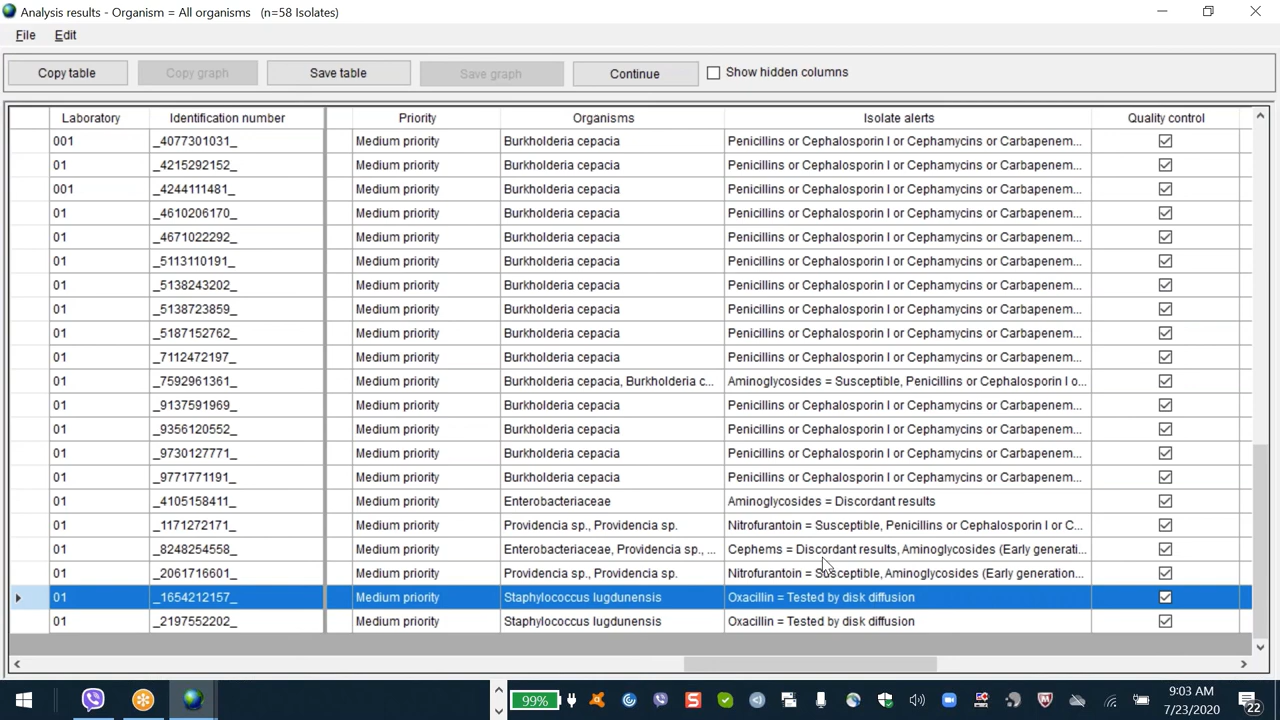 Analysis results - Organism = All organisms (n=58 Isolates)
File Edit
Copy table Copy graph Save table Save graph Continue Show hidden columns
Laboratory Identification number Priority Organisms Isolate alerts Quality control
001 _4077301031_ Medium priority Burkholderia cepacia Penicillins or Cephalosporin I or Cephamycins or Carbapenem...
01 _4215292152_ Medium priority Burkholderia cepacia Penicillins or Cephalosporin I or Cephamycins or Carbapenem...
001 _4244111481_ Medium priority Burkholderia cepacia Penicillins or Cephalosporin I or Cephamycins or Carbapenem...
01 _4610206170_ Medium priority Burkholderia cepacia Penicillins or Cephalosporin I or Cephamycins or Carbapenem...
01 _4671022292_ Medium priority Burkholderia cepacia Penicillins or Cephalosporin I or Cephamycins or Carbapenem...
01 _5113110191_ Medium priority Burkholderia cepacia Penicillins or Cephalosporin I or Cephamycins or Carbapenem...
01 _5138243202_ Medium priority Burkholderia cepacia Penicillins or Cephalosporin I or Cephamycins or Carbapenem...
01 _5138723859_ Medium priority Burkholderia cepacia Penicillins or Cephalosporin I or Cephamycins or Carbapenem...
01 _5187152762_ Medium priority Burkholderia cepacia Penicillins or Cephalosporin I or Cephamycins or Carbapenem...
01 _7112472197_ Medium priority Burkholderia cepacia Penicillins or Cephalosporin I or Cephamycins or Carbapenem...
01 _7592961361_ Medium priority Burkholderia cepacia, Burkholderia c... Aminoglycosides = Susceptible, Penicillins or Cephalosporin I o...
01 _9137591969_ Medium priority Burkholderia cepacia Penicillins or Cephalosporin I or Cephamycins or Carbapenem...
01 _9356120552_ Medium priority Burkholderia cepacia Penicillins or Cephalosporin I or Cephamycins or Carbapenem...
01 _9730127771_ Medium priority Burkholderia cepacia Penicillins or Cephalosporin I or Cephamycins or Carbapenem...
01 _9771771191_ Medium priority Burkholderia cepacia Penicillins or Cephalosporin I or Cephamycins or Carbapenem...
01 _4105158411_ Medium priority Enterobacteriaceae Aminoglycosides = Discordant results
01 _1171272171_ Medium priority Providencia sp., Providencia sp. Nitrofurantoin = Susceptible, Penicillins or Cephalosporin I or C...
01 _8248254558_ Medium priority Enterobacteriaceae, Providencia sp., ... Cephems = Discordant results, Aminoglycosides (Early generati...
01 _2061716601_ Medium priority Providencia sp., Providencia sp. Nitrofurantoin = Susceptible, Aminoglycosides (Early generation...
01 _1654212157_ Medium priority Staphylococcus lugdunensis Oxacillin = Tested by disk diffusion
01 _2197552202_ Medium priority Staphylococcus lugdunensis Oxacillin = Tested by disk diffusion
99% 9:03 AM
7/23/2020 22